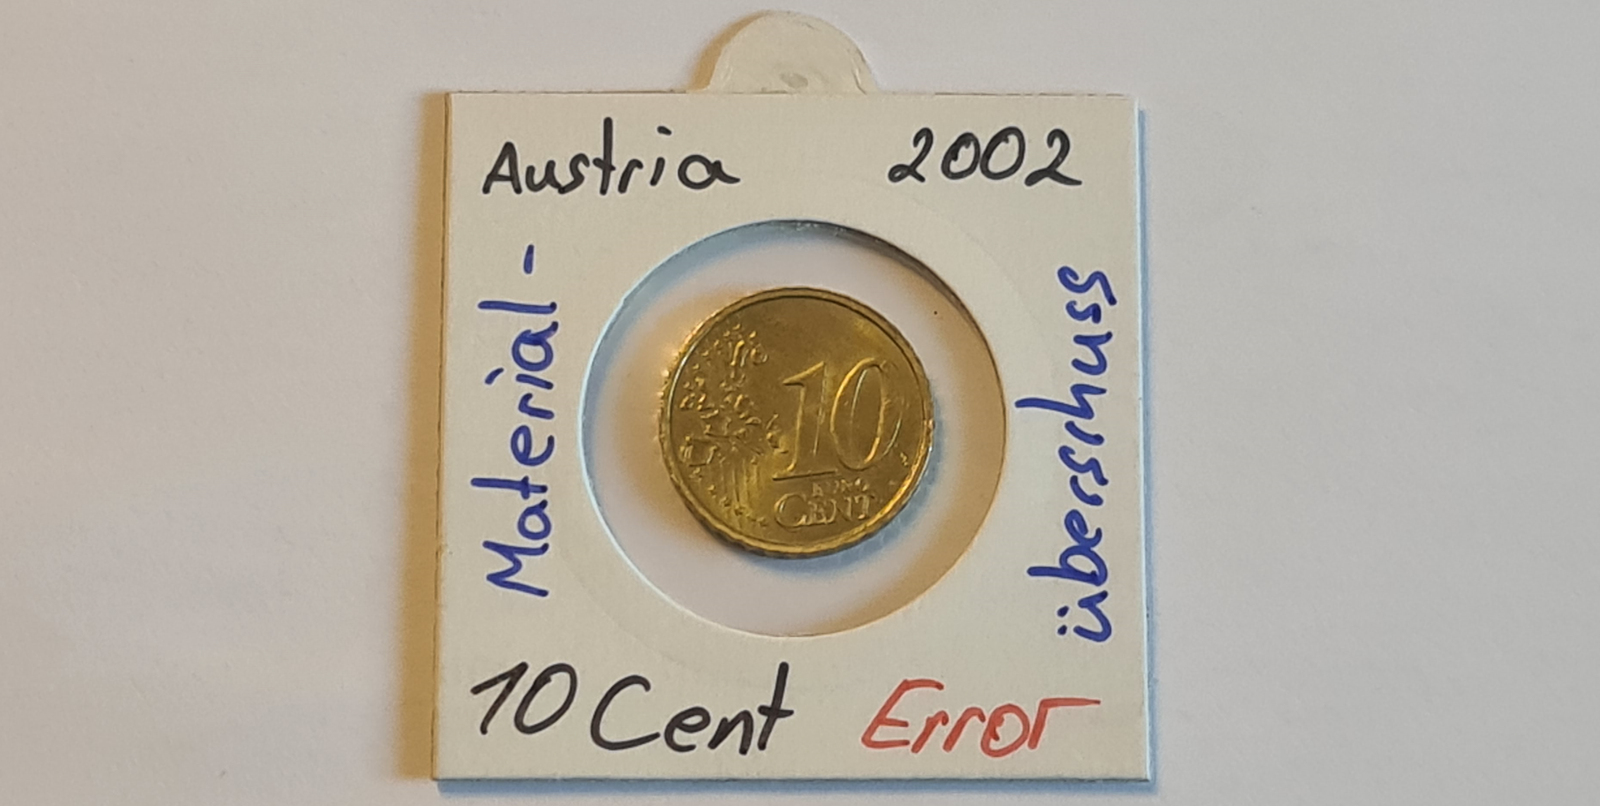 Austria 2002
Material-
überschuss
10
EURO
CENT
10 Cent Error